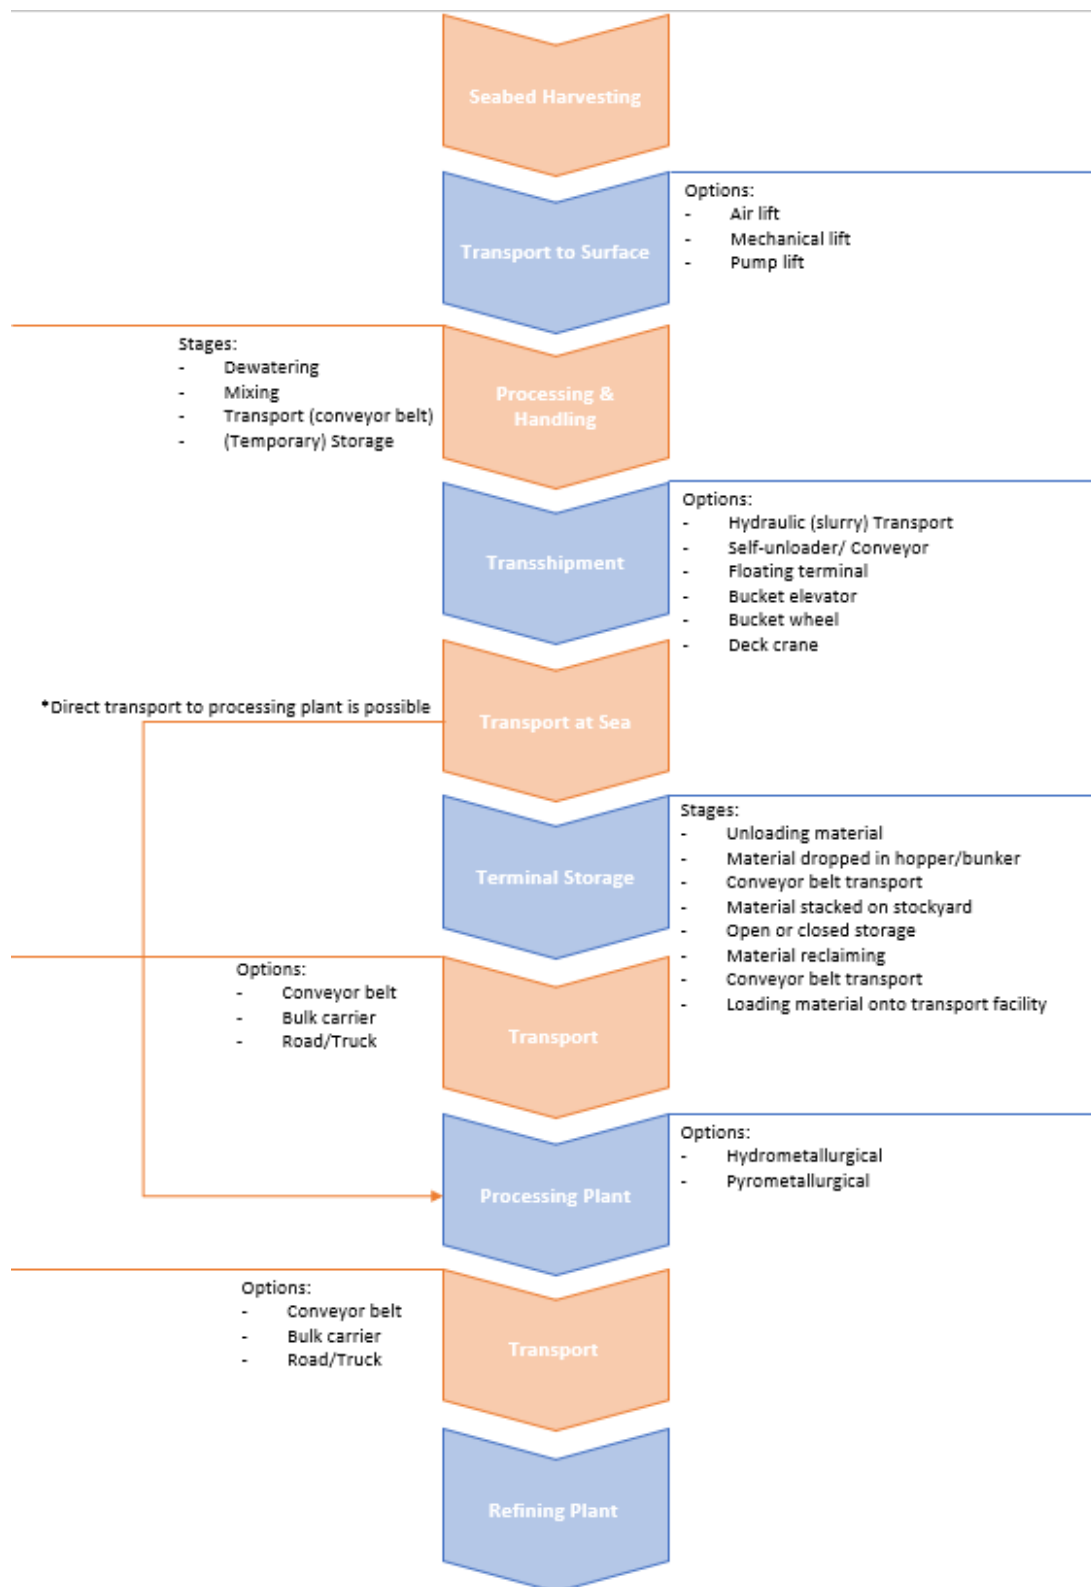 Seabed Harvesting
Transport to Surface
Options:
- Air lift
- Mechanical lift
- Pump lift
Stages:
- Dewatering
- Mixing
- Transport (conveyor belt)
- (Temporary) Storage
Processing &
Handling
Transshipment
Options:
- Hydraulic (slurry) Transport
- Self-unloader/ Conveyor
- Floating terminal
- Bucket elevator
- Bucket wheel
- Deck crane
*Direct transport to processing plant is possible
Transport at Sea
Terminal Storage
Stages:
- Unloading material
- Material dropped in hopper/bunker
- Conveyor belt transport
- Material stacked on stockyard
- Open or closed storage
- Material reclaiming
- Conveyor belt transport
- Loading material onto transport facility
Options:
- Conveyor belt
- Bulk carrier
- Road/Truck
Transport
Processing Plant
Options:
- Hydrometallurgical
- Pyrometallurgical
Options:
- Conveyor belt
- Bulk carrier
- Road/Truck
Transport
Refining Plant